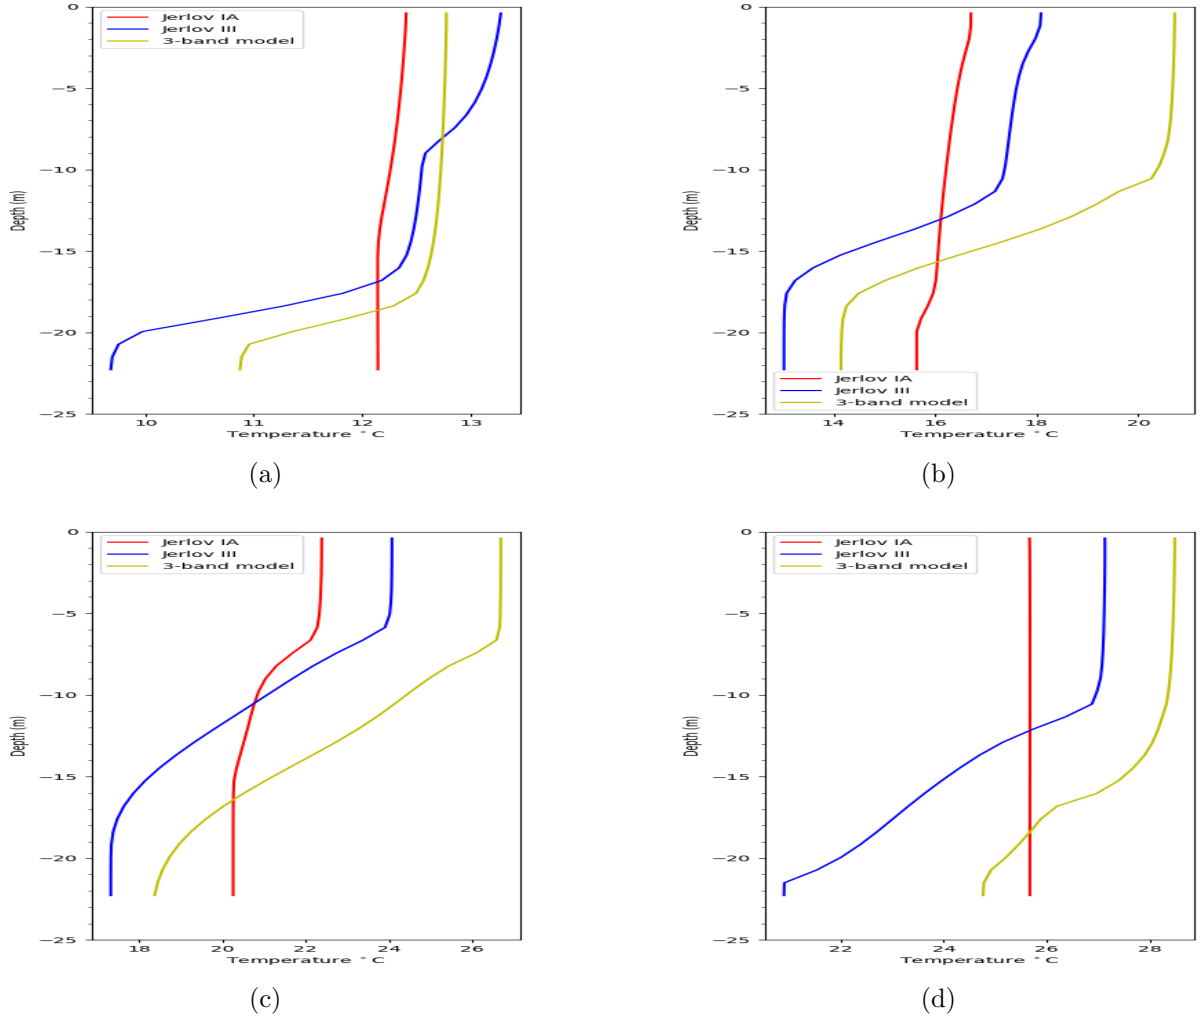 0
−5
−10
−15
−20
−25
Depth (m)
Jerlov IA
Jerlov III
3-band model
10 11 12 13
Temperature °C
(a)
0
−5
−10
−15
−20
−25
Depth (m)
Jerlov IA
Jerlov III
3-band model
14 16 18 20
Temperature °C
(b)
0
−5
−10
−15
−20
−25
Depth (m)
Jerlov IA
Jerlov III
3-band model
18 20 22 24 26
Temperature °C
(c)
0
−5
−10
−15
−20
−25
Depth (m)
Jerlov IA
Jerlov III
3-band model
22 24 26 28
Temperature °C
(d)